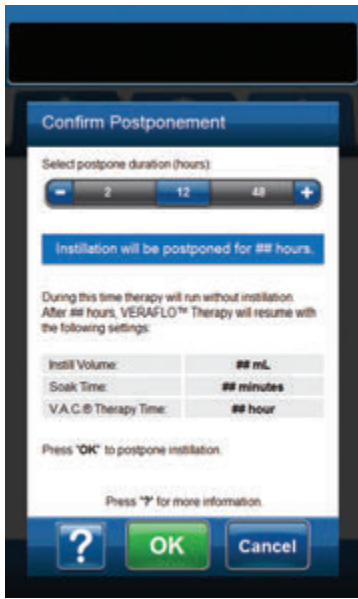 Confirm Postponement
Select postpone duration (hours):
- 2 12 48 +
Instillation will be postponed for ## hours.
During this time therapy will run without instillation.
After ## hours, VERAFLO™ Therapy will resume with
the following settings:
Instill Volume: ## mL
Soak Time: ## minutes
V.A.C.® Therapy Time: ## hour
Press "OK" to postpone instillation.
Press "?" for more information.
? OK Cancel